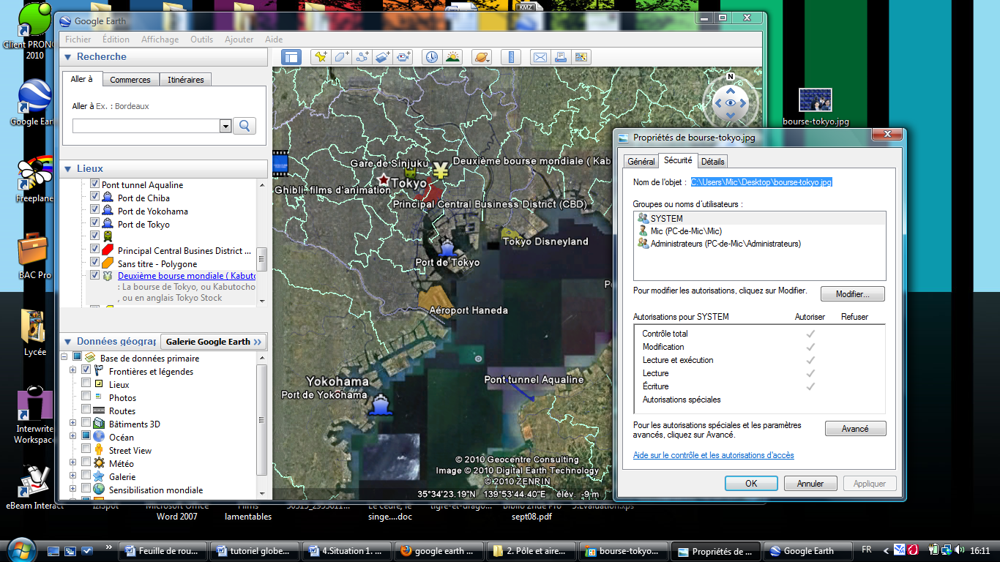 Client PRONO
2010
Google Eart
Freeplane
BAC Pro
Lycée
Interwrite
Workspace
eBeam Interact
KMZ
bourse-tokyo.jpg
Google Earth
Fichier Édition Affichage Outils Ajouter Aide
Recherche
Aller à Commerces Itinéraires
Aller à Ex. : Bordeaux
Lieux
Pont tunnel Aqualine
Port de Chiba
Port de Yokohama
Port de Tokyo
Principal Central Busines District ...
Sans titre - Polygone
Deuxième bourse mondiale ( Kabuto
: La bourse de Tokyo, ou Kabutocho
, ou en anglais Tokyo Stock
Données géograp
Galerie Google Earth >>
Base de données primaire
Frontières et légendes
Lieux
Photos
Routes
Bâtiments 3D
Océan
Street View
Météo
Galerie
Sensibilisation mondiale
N
Gare de Sinjuku
Deuxième bourse mondiale ( Kab
Tokyo
Ghibli-films d'animation
Principal Central Business District (CBD)
Tokyo Disneyland
Port de Tokyo
Aéroport Haneda
Pont tunnel Aqualine
Yokohama
Port de Yokohama
© 2010 Geocentre Consulting
Image © 2010 Digital Earth Technology
© 2010 ZENRIN
35°34'23.19"N 139°53'44.40"E élév. -9 m
Propriétés de bourse-tokyo.jpg
Général Sécurité Détails
Nom de l'objet : C:\Users\Mic\Desktop\bourse-tokyo.jpg
Groupes ou noms d'utilisateurs :
SYSTEM
Mic (PC-de-Mic\Mic)
Administrateurs (PC-de-Mic\Administrateurs)
Pour modifier les autorisations, cliquez sur Modifier.
Modifier...
Autorisations pour SYSTEM Autoriser Refuser
Contrôle total
Modification
Lecture et exécution
Lecture
Écriture
Autorisations spéciales
Pour les autorisations spéciales et les paramètres
avancés, cliquez sur Avancé.
Avancé
Aide sur le contrôle et les autorisations d'accès
OK Annuler Appliquer
Microsoft Office
Word 2007
Films
lamentables
Le cèdre, le
singe....doc
tigre-et-drago...
Biblio 2nde Pro
sept08.pdf
Feuille de rou...
tutoriel globe...
4.Situation 1. ...
google earth ...
2. Pôle et aire...
bourse-tokyo...
Propriétés de ...
Google Earth
FR
16:11